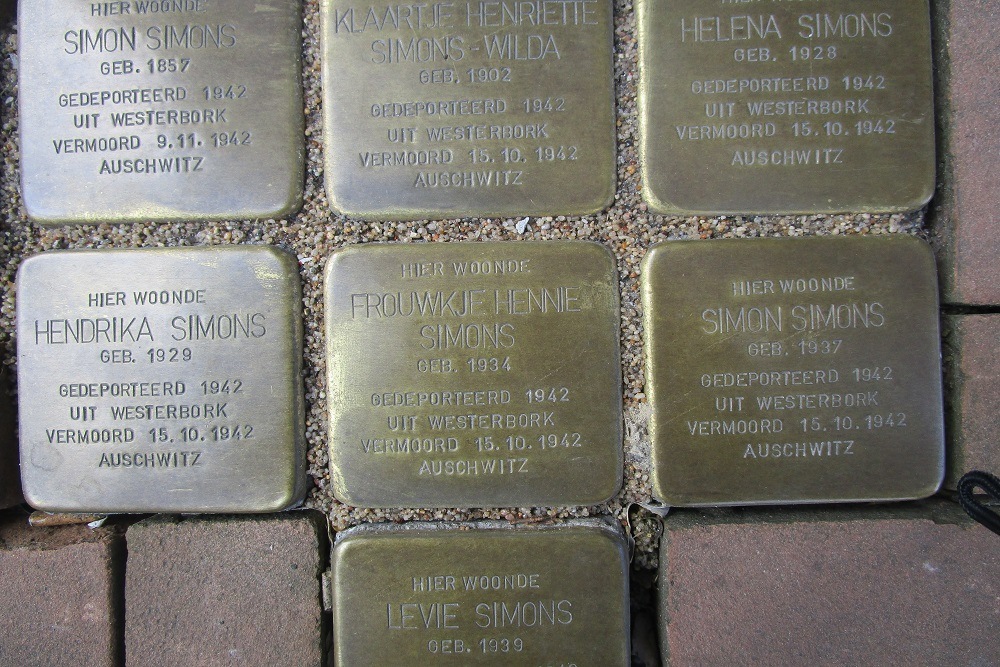 HIER WOONDE
SIMON SIMONS
GEB. 1857
GEDEPORTEERD 1942
UIT WESTERBORK
VERMOORD 9.11.1942
AUSCHWITZ
KLAARTJE HENRIETTE
SIMONS-WILDA
GEB. 1902
GEDEPORTEERD 1942
UIT WESTERBORK
VERMOORD 15.10.1942
AUSCHWITZ
HIER WOONDE
HELENA SIMONS
GEB. 1928
GEDEPORTEERD 1942
UIT WESTERBORK
VERMOORD 15.10.1942
AUSCHWITZ
HIER WOONDE
HENDRIKA SIMONS
GEB. 1929
GEDEPORTEERD 1942
UIT WESTERBORK
VERMOORD 15.10.1942
AUSCHWITZ
HIER WOONDE
FROUWKJE HENNIE
SIMONS
GEB. 1934
GEDEPORTEERD 1942
UIT WESTERBORK
VERMOORD 15.10.1942
AUSCHWITZ
HIER WOONDE
SIMON SIMONS
GEB. 1937
GEDEPORTEERD 1942
UIT WESTERBORK
VERMOORD 15.10.1942
AUSCHWITZ
HIER WOONDE
LEVIE SIMONS
GEB. 1939